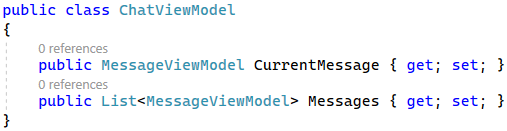 public class ChatViewModel
{
0 references
public MessageViewModel CurrentMessage { get; set; }
0 references
public List<MessageViewModel> Messages { get; set; }
}